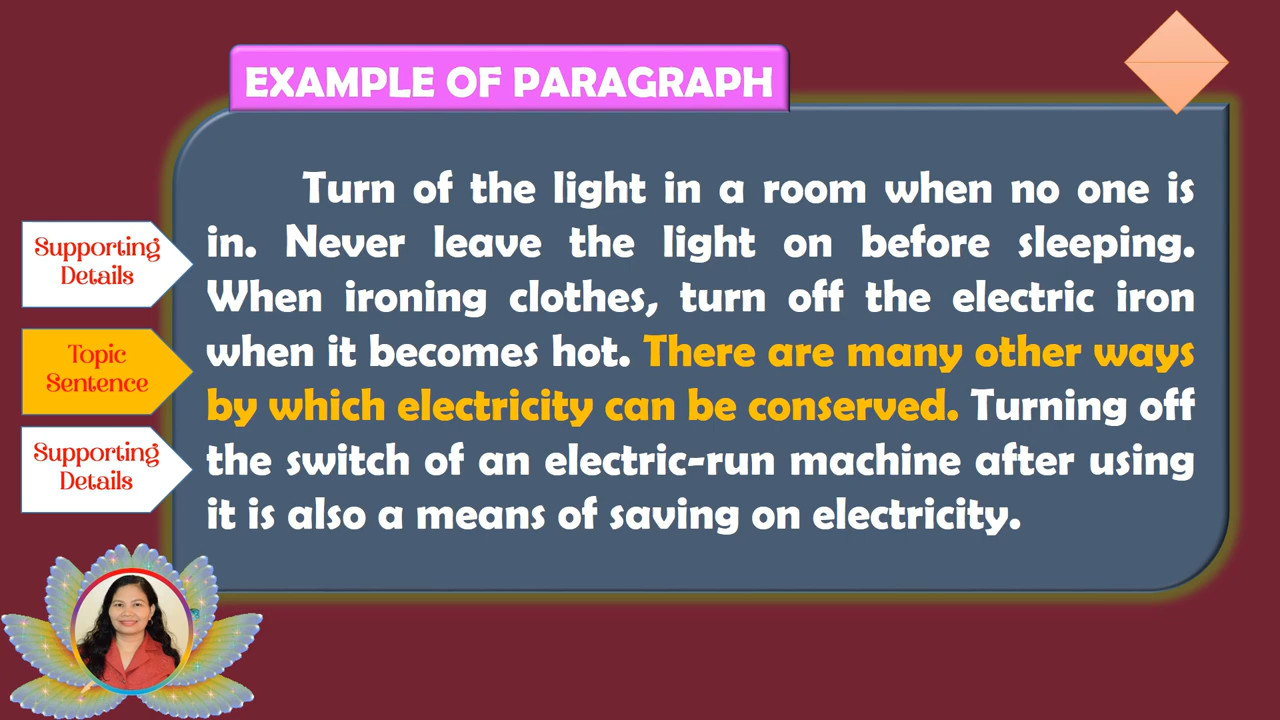 EXAMPLE OF PARAGRAPH
Turn of the light in a room when no one is
in. Never leave the light on before sleeping.
When ironing clothes, turn off the electric iron
when it becomes hot. There are many other ways
by which electricity can be conserved. Turning off
the switch of an electric-run machine after using
it is also a means of saving on electricity.
Supporting
Details
Topic
Sentence
Supporting
Details